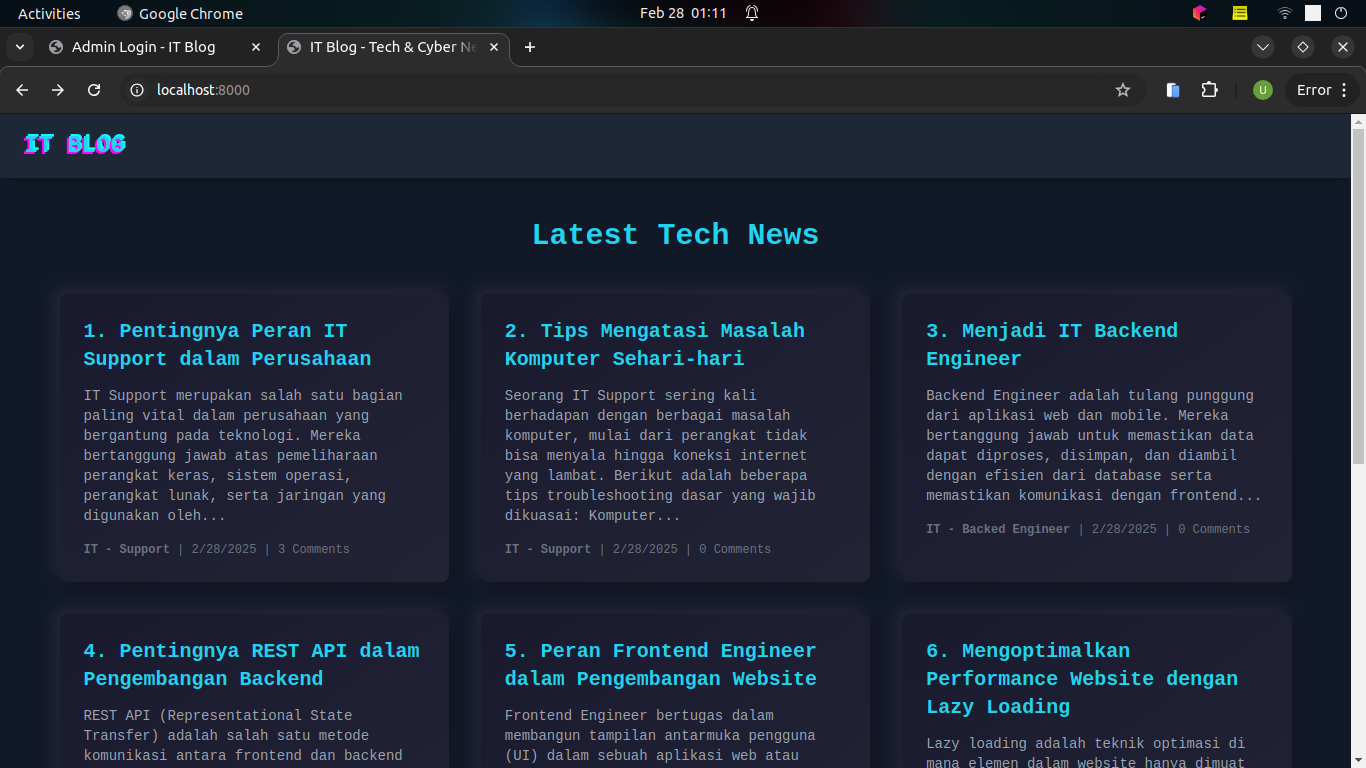 Activities Google Chrome Feb 28 01:11
Admin Login - IT Blog IT Blog - Tech & Cyber Ne
localhost:8000 U Error
IT BLOG
Latest Tech News
1. Pentingnya Peran IT
Support dalam Perusahaan
IT Support merupakan salah satu bagian
paling vital dalam perusahaan yang
bergantung pada teknologi. Mereka
bertanggung jawab atas pemeliharaan
perangkat keras, sistem operasi,
perangkat lunak, serta jaringan yang
digunakan oleh...
IT - Support | 2/28/2025 | 3 Comments
2. Tips Mengatasi Masalah
Komputer Sehari-hari
Seorang IT Support sering kali
berhadapan dengan berbagai masalah
komputer, mulai dari perangkat tidak
bisa menyala hingga koneksi internet
yang lambat. Berikut adalah beberapa
tips troubleshooting dasar yang wajib
dikuasai: Komputer...
IT - Support | 2/28/2025 | 0 Comments
3. Menjadi IT Backend
Engineer
Backend Engineer adalah tulang punggung
dari aplikasi web dan mobile. Mereka
bertanggung jawab untuk memastikan data
dapat diproses, disimpan, dan diambil
dengan efisien dari database serta
memastikan komunikasi dengan frontend...
IT - Backed Engineer | 2/28/2025 | 0 Comments
4. Pentingnya REST API dalam
Pengembangan Backend
REST API (Representational State
Transfer) adalah salah satu metode
komunikasi antara frontend dan backend
5. Peran Frontend Engineer
dalam Pengembangan Website
Frontend Engineer bertugas dalam
membangun tampilan antarmuka pengguna
(UI) dalam sebuah aplikasi web atau
6. Mengoptimalkan
Performance Website dengan
Lazy Loading
Lazy loading adalah teknik optimasi di
mana elemen dalam website hanya dimuat